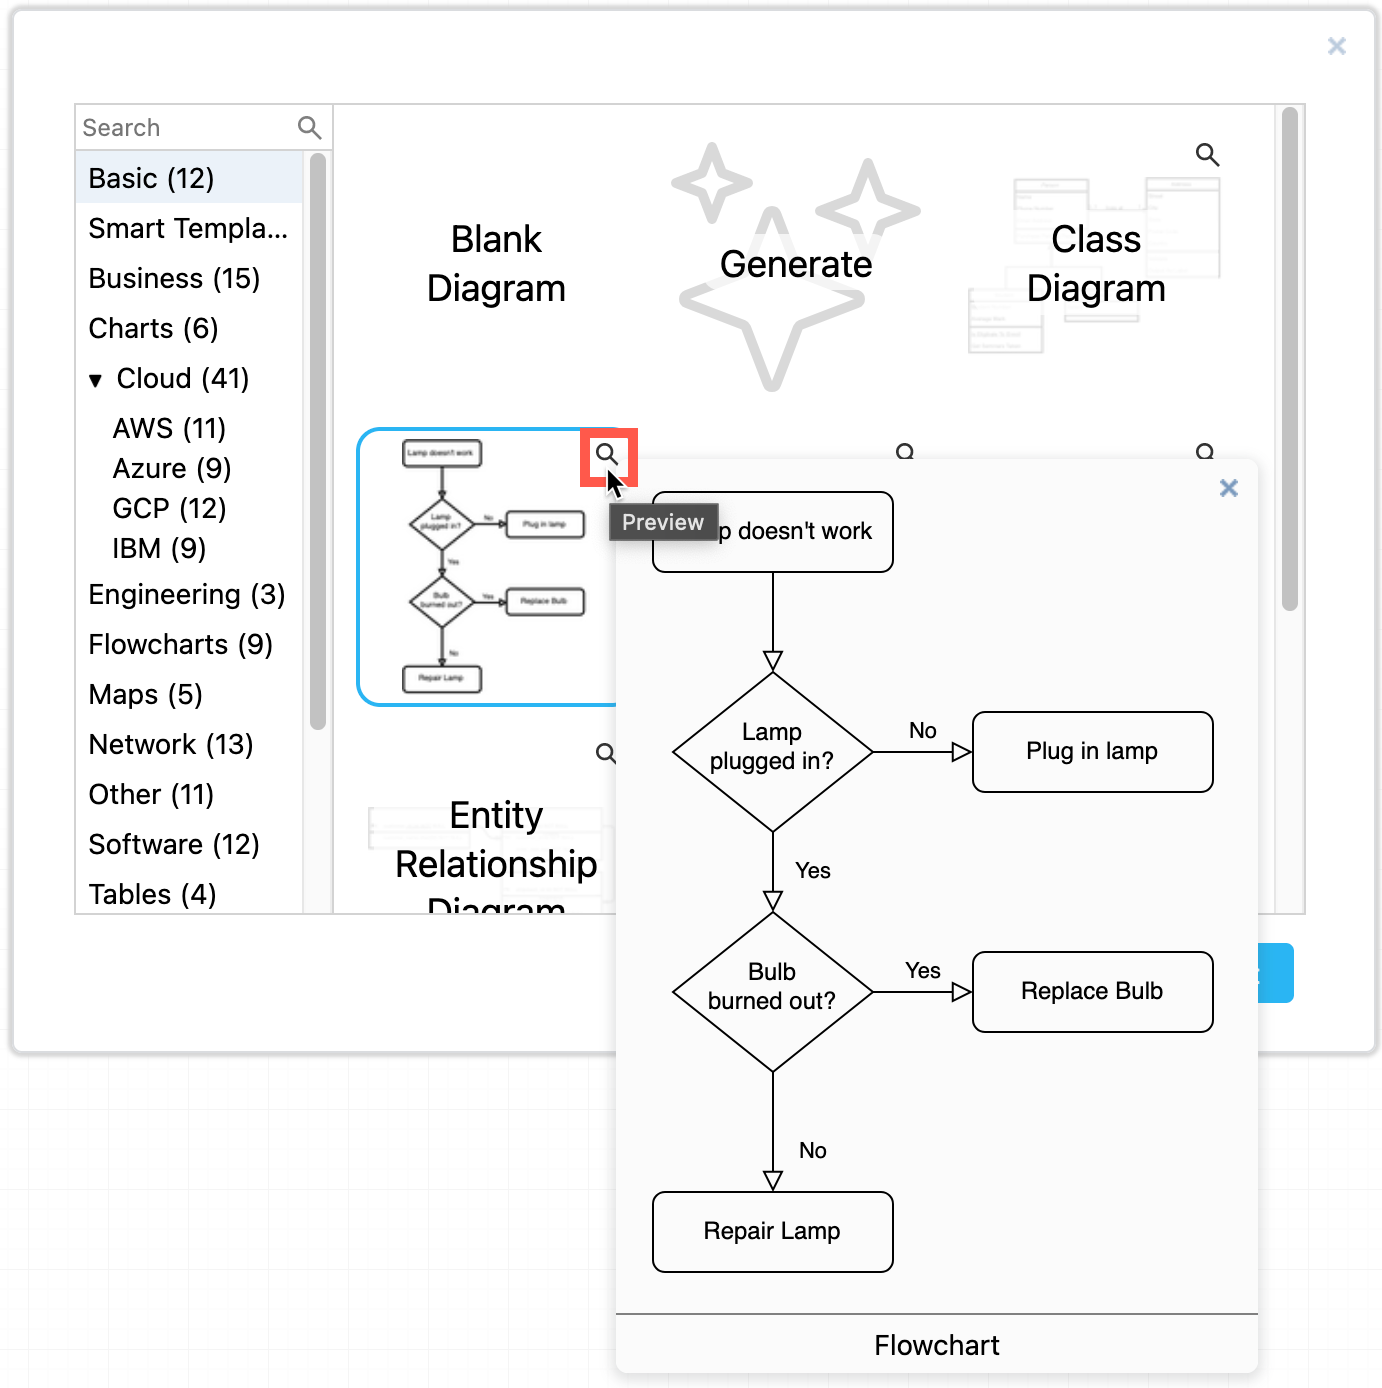 Search
Basic (12)
Smart Templa...
Business (15)
Charts (6)
Cloud (41)
AWS (11)
Azure (9)
GCP (12)
IBM (9)
Engineering (3)
Flowcharts (9)
Maps (5)
Network (13)
Other (11)
Software (12)
Tables (4)
Blank
Diagram
Generate
Class
Diagram
Lamp doesn't work
Lamp
plugged in?
No
Plug in lamp
Yes
Bulb
burned out?
Yes
Replace Bulb
No
Repair Lamp
Entity
Relationship
Diagram
Preview
p doesn't work
Lamp
plugged in?
No
Plug in lamp
Yes
Bulb
burned out?
Yes
Replace Bulb
No
Repair Lamp
Flowchart